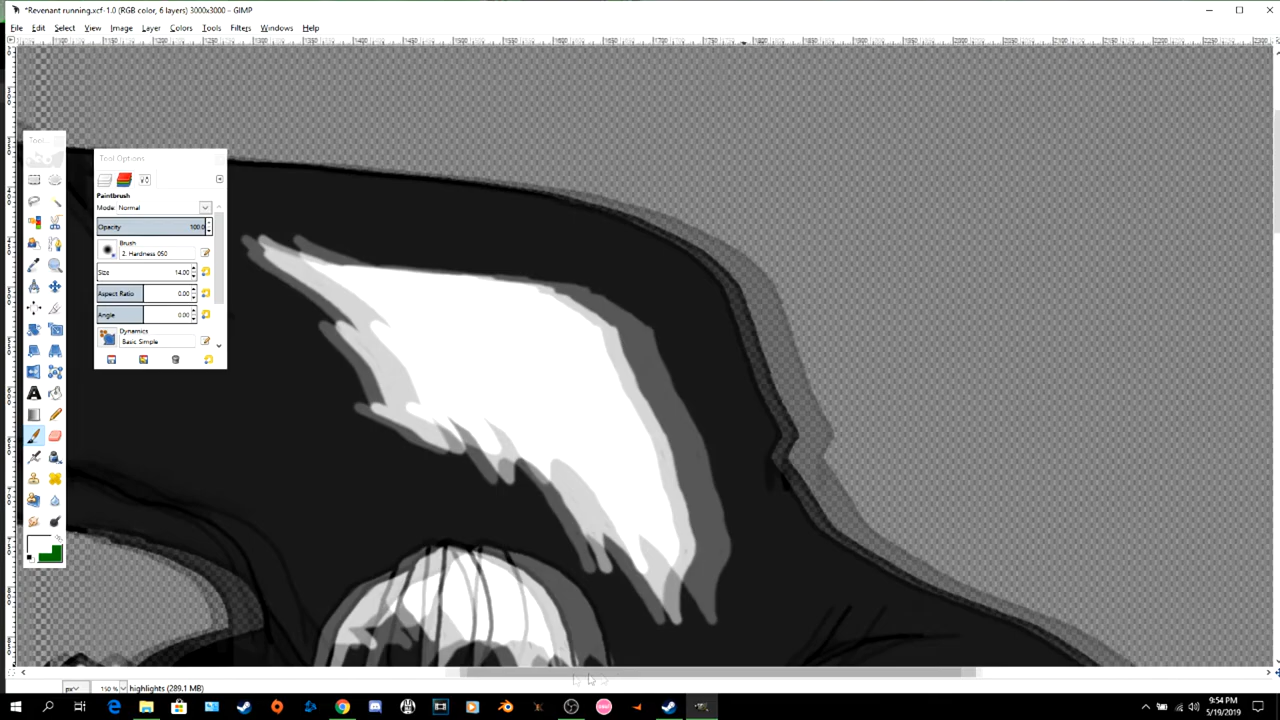 *Revenant running.xcf-1.0 (RGB color, 6 layers) 3000x3000 – GIMP
File Edit Select View Image Layer Colors Tools Filters Windows Help
Tool Options
Paintbrush
Mode: Normal
Opacity 100.0
Brush
2. Hardness 050
Size 14.00
Aspect Ratio 0.00
Angle 0.00
Dynamics
Basic Simple
px 150 % highlights (289.1 MB)
9:54 PM
5/19/2019